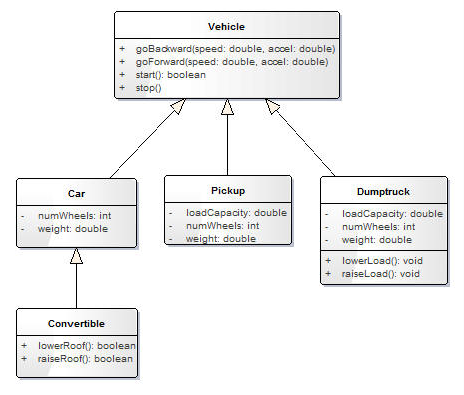 Vehicle
+ goBackward(speed: double, accel: double)
+ goForward(speed: double, accel: double)
+ start(): boolean
+ stop()
Car
- numWheels: int
- weight: double
Pickup
- loadCapacity: double
- numWheels: int
- weight: double
Dumptruck
- loadCapacity: double
- numWheels: int
- weight: double
+ lowerLoad(): void
+ raiseLoad(): void
Convertible
+ lowerRoof(): boolean
+ raiseRoof(): boolean